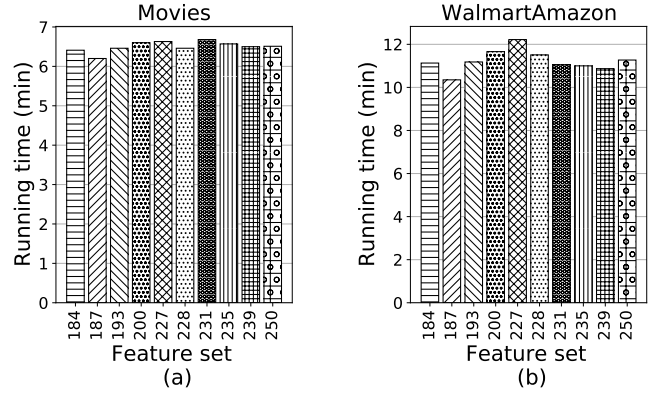 Movies
Running time (min)
7
6
5
4
3
2
1
0
184 187 193 200 227 228 231 235 239 250
Feature set
(a)
WalmartAmazon
Running time (min)
12
10
8
6
4
2
0
184 187 193 200 227 228 231 235 239 250
Feature set
(b)